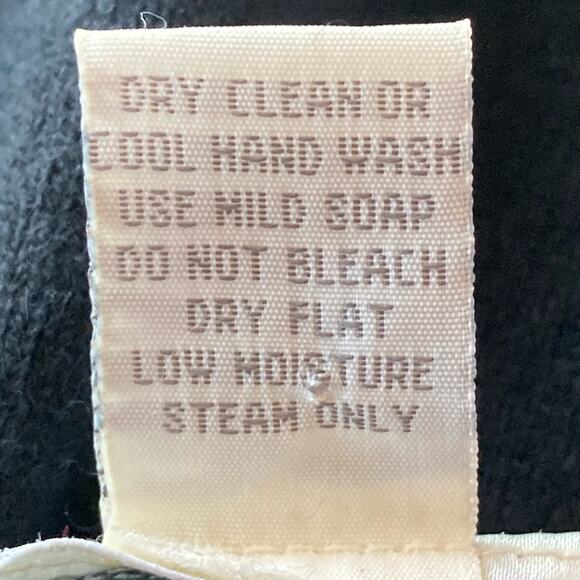 DRY CLEAN OR
COOL HAND WASH
USE MILD SOAP
DO NOT BLEACH
DRY FLAT
LOW MOISTURE
STEAM ONLY